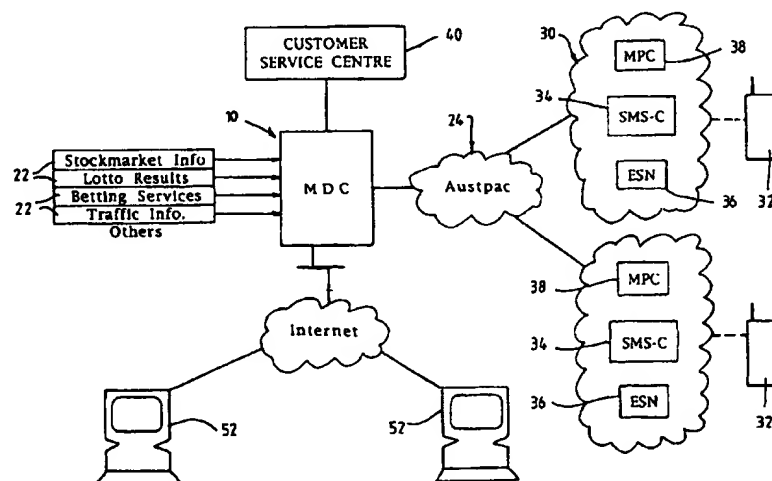 CUSTOMER
SERVICE CENTRE
40
10
MDC
22
22
Stockmarket Info
Lotto Results
Betting Services
Traffic Info.
Others
24
Austpac
30
MPC
38
34
SMS-C
ESN
36
32
38
MPC
34
SMS-C
36
ESN
32
Internet
52
52